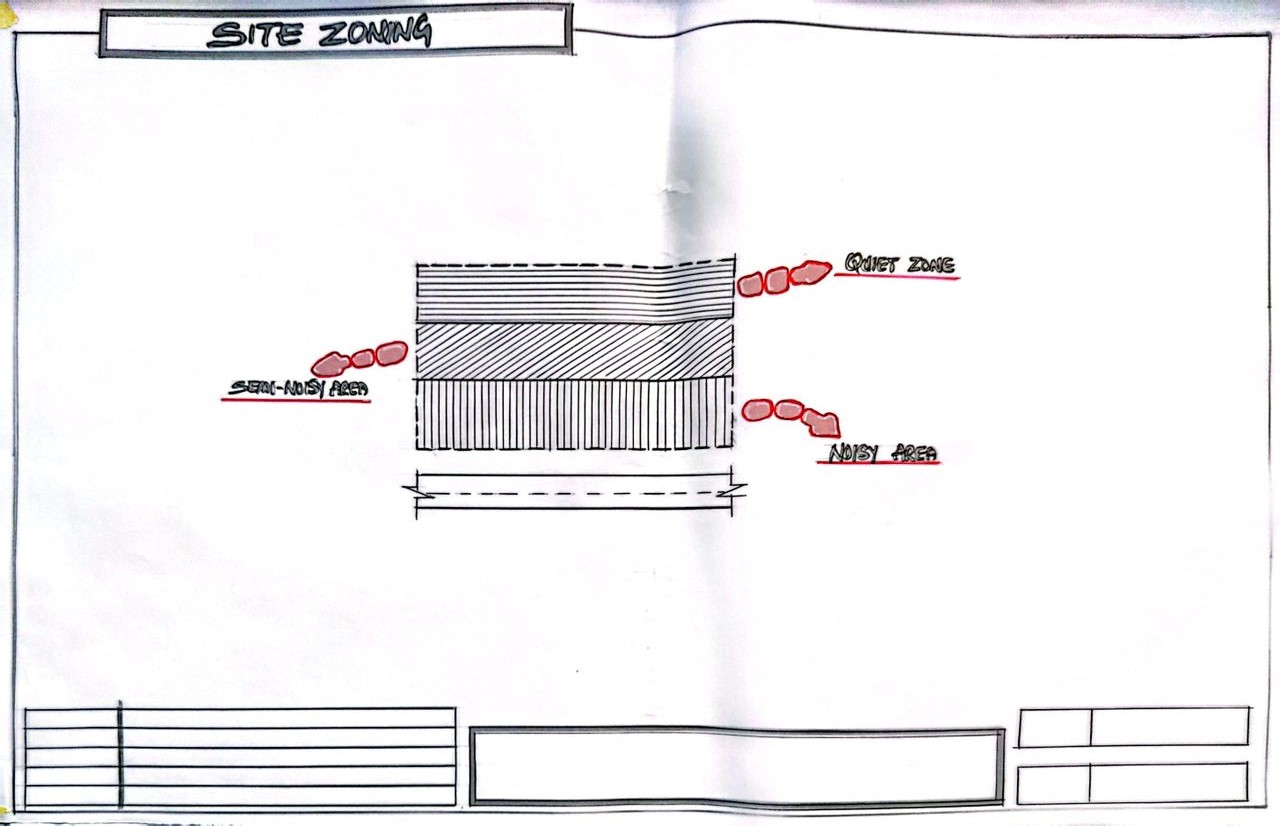 SITE ZONING
QUIET ZONE
SEMI-NOISY AREA
NOISY AREA